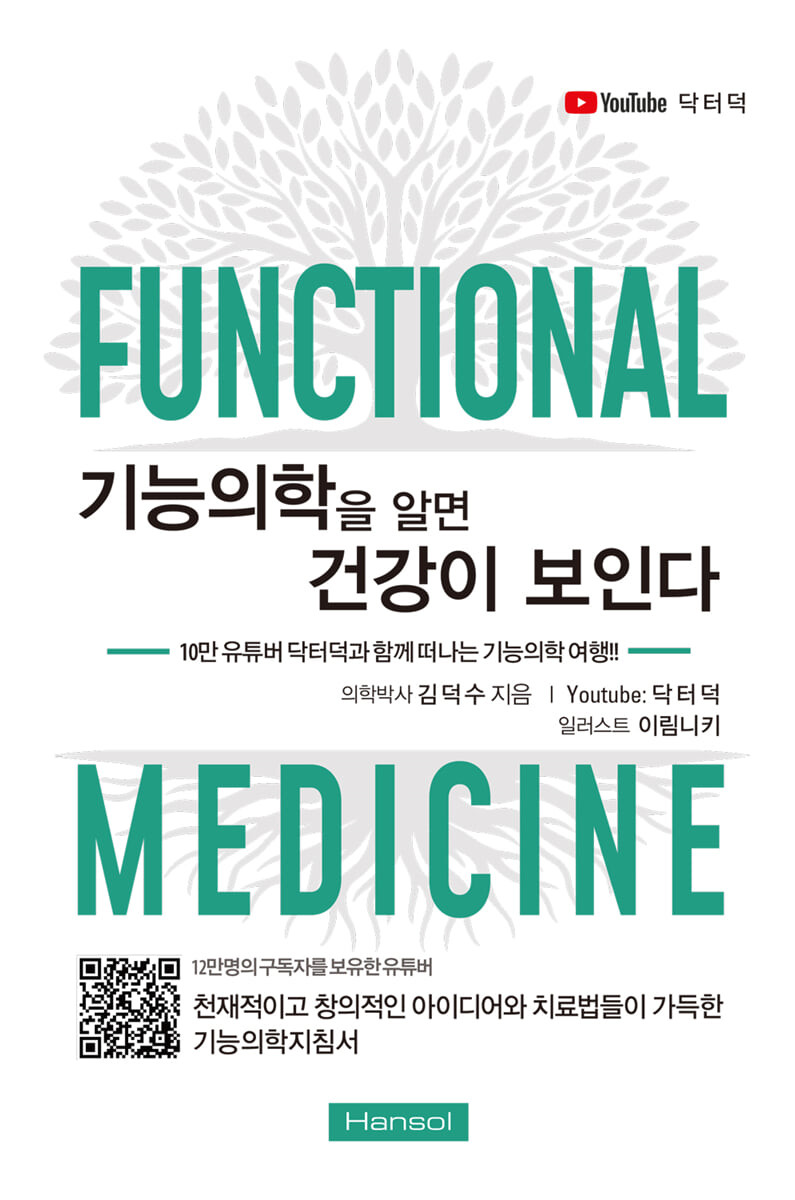 YouTube 닥터덕
FUNCTIONAL
기능의학을 알면
건강이 보인다
10만 유튜버 닥터덕과 함께 떠나는 기능의학 여행!!
의학박사 김덕수 지음 | Youtube: 닥터덕
일러스트 이림니키
MEDICINE
12만명의 구독자를 보유한 유튜버
천재적이고 창의적인 아이디어와 치료법들이 가득한
기능의학지침서
Hansol